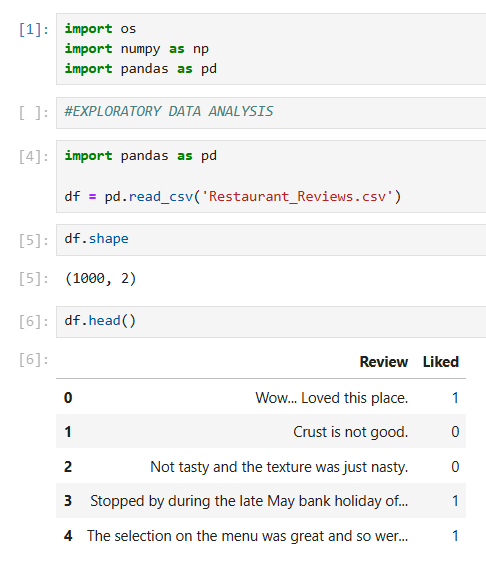 [1]: import os
import numpy as np
import pandas as pd
[ ]: #EXPLORATORY DATA ANALYSIS
[4]: import pandas as pd
df = pd.read_csv('Restaurant_Reviews.csv')
[5]: df.shape
[5]: (1000, 2)
[6]: df.head()
[6]:
Review Liked
0 Wow... Loved this place. 1
1 Crust is not good. 0
2 Not tasty and the texture was just nasty. 0
3 Stopped by during the late May bank holiday of... 1
4 The selection on the menu was great and so wer... 1